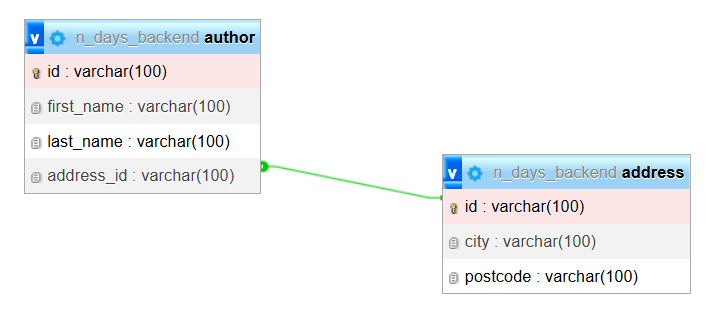 v n_days_backend author
id : varchar(100)
first_name : varchar(100)
last_name : varchar(100)
address_id : varchar(100)
v n_days_backend address
id : varchar(100)
city : varchar(100)
postcode : varchar(100)